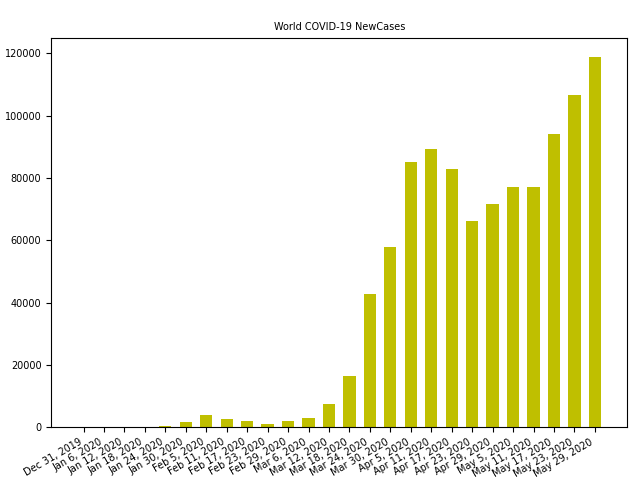 World COVID-19 NewCases
120000
100000
80000
60000
40000
20000
0
Dec 31, 2019
Jan 6, 2020
Jan 12, 2020
Jan 18, 2020
Jan 24, 2020
Jan 30, 2020
Feb 5, 2020
Feb 11, 2020
Feb 17, 2020
Feb 23, 2020
Feb 29, 2020
Mar 6, 2020
Mar 12, 2020
Mar 18, 2020
Mar 24, 2020
Mar 30, 2020
Apr 5, 2020
Apr 11, 2020
Apr 17, 2020
Apr 23, 2020
Apr 29, 2020
May 5, 2020
May 11, 2020
May 17, 2020
May 23, 2020
May 29, 2020